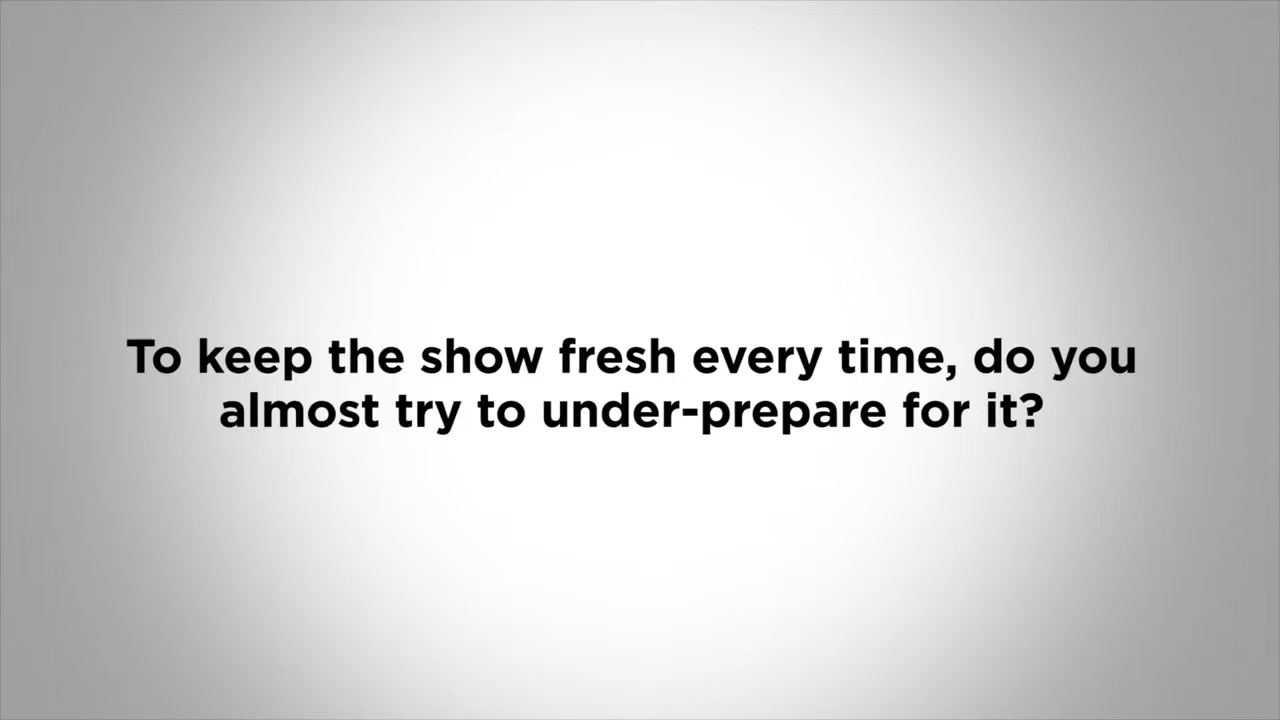 To keep the show fresh every time, do you
almost try to under-prepare for it?